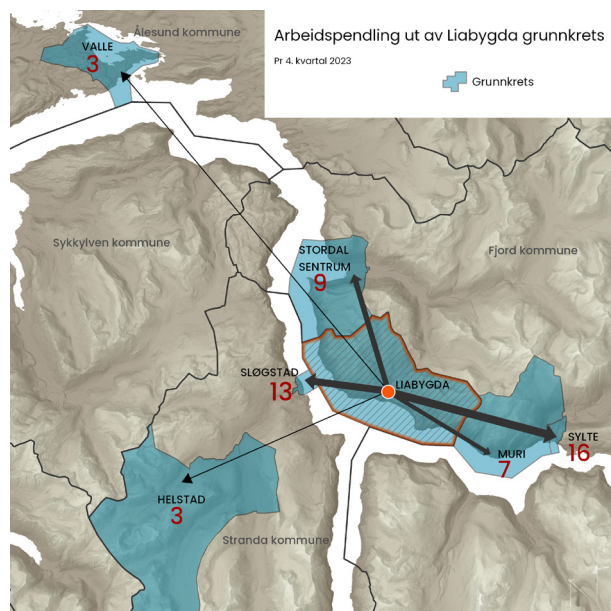 Ålesund kommune
VALLE
3
Arbeidspendling ut av Liabygda grunnkrets
Pr 4. kvartal 2023
Grunnkrets
Sykkylven kommune
STORDAL
SENTRUM
9
Fjord kommune
SLØGSTAD
13
LIABYGDA
SYLTE
16
MURI
7
HELSTAD
3
Stranda kommune